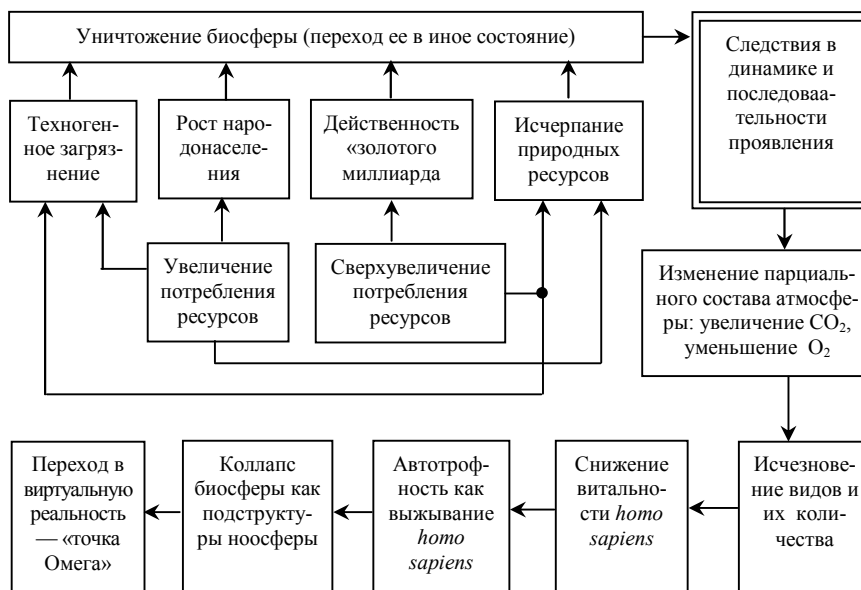 Уничтожение биосферы (переход ее в иное состояние)
Следствия в
динамике и
последоваа-
тельности
проявления
Техноген-
ное загряз-
нение
Рост наро-
донаселе-
ния
Действенность
«золотого
миллиарда
Исчерпание
природных
ресурсов
Увеличение
потребления
ресурсов
Сверхувеличение
потребления
ресурсов
Изменение парциаль-
ного состава атмосфе-
ры: увеличение CO₂,
уменьшение O₂
Переход в
виртуальную
реальность
— «точка
Омега»
Коллапс
биосферы как
подструкту-
ры ноосферы
Автотроф-
ность как
выжывание
homo
sapiens
Снижение
витально-
сти homo
sapiens
Исчезнове-
ние видов и
их коли-
чества